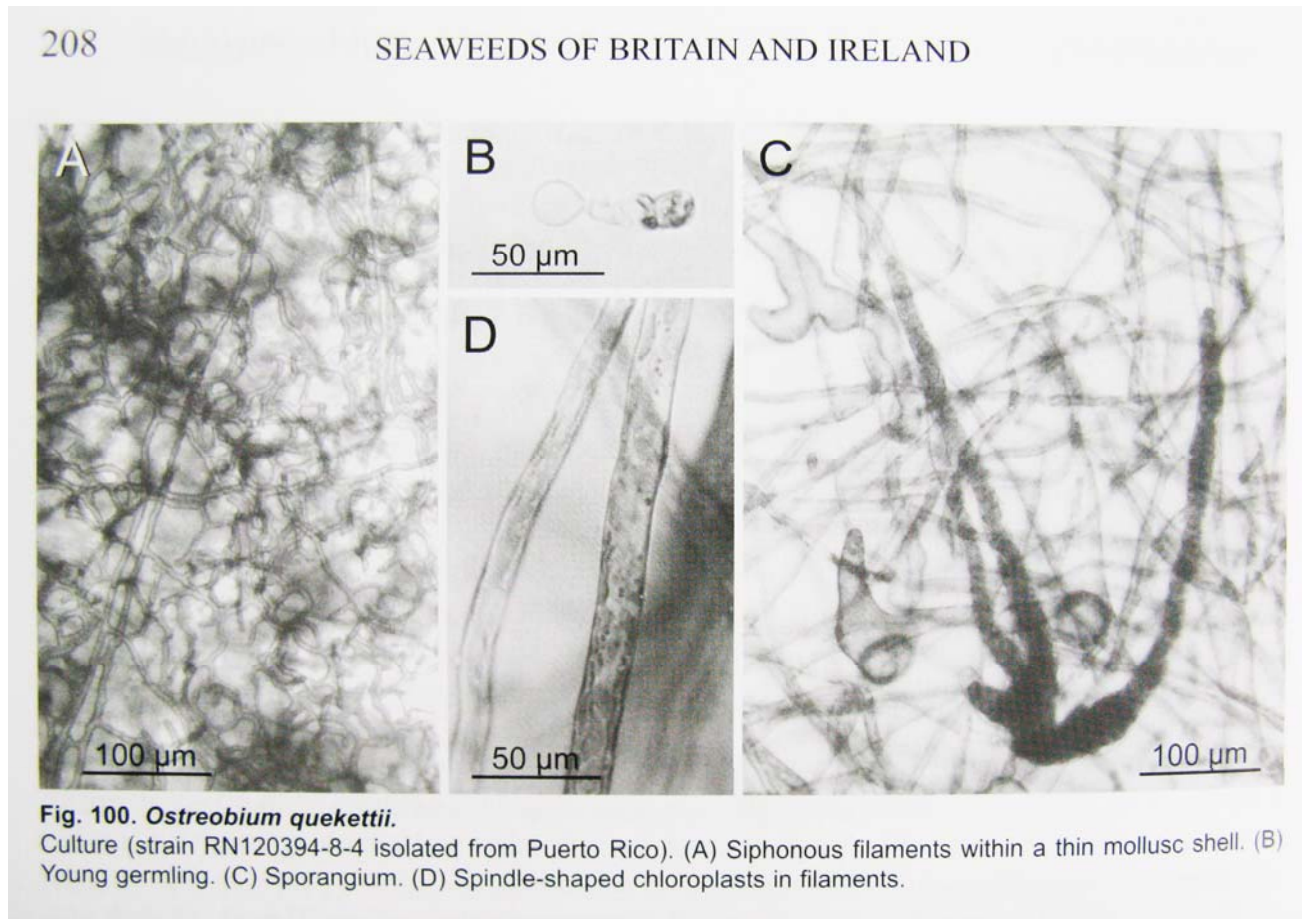 208
SEAWEEDS OF BRITAIN AND IRELAND
A
B
50 µm
C
D
100 µm
50 µm
100 µm
Fig. 100. Ostreobium quekettii.
Culture (strain RN120394-8-4 isolated from Puerto Rico). (A) Siphonous filaments within a thin mollusc shell. (B)
Young germling. (C) Sporangium. (D) Spindle-shaped chloroplasts in filaments.